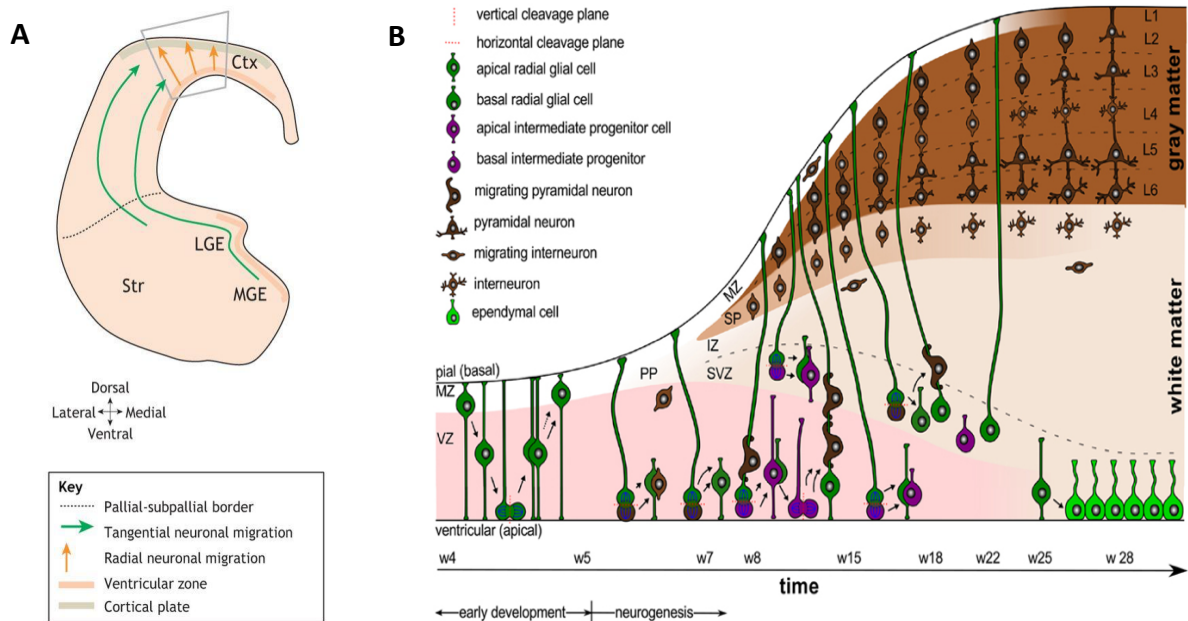 A
Ctx
LGE
Str
MGE
Dorsal
Lateral Medial
Ventral
Key
Pallial-subpallial border
Tangential neuronal migration
Radial neuronal migration
Ventricular zone
Cortical plate
B
vertical cleavage plane
horizontal cleavage plane
apical radial glial cell
basal radial glial cell
apical intermediate progenitor cell
basal intermediate progenitor
migrating pyramidal neuron
pyramidal neuron
migrating interneuron
interneuron
ependymal cell
L1
L2
L3
L4
L5
L6
gray matter
white matter
MZ
SP
IZ
SVZ
PP
pial (basal)
MZ
VZ
ventricular (apical)
w4 w5 w7 w8 w15 w18 w22 w25 w 28
time
early development neurogenesis